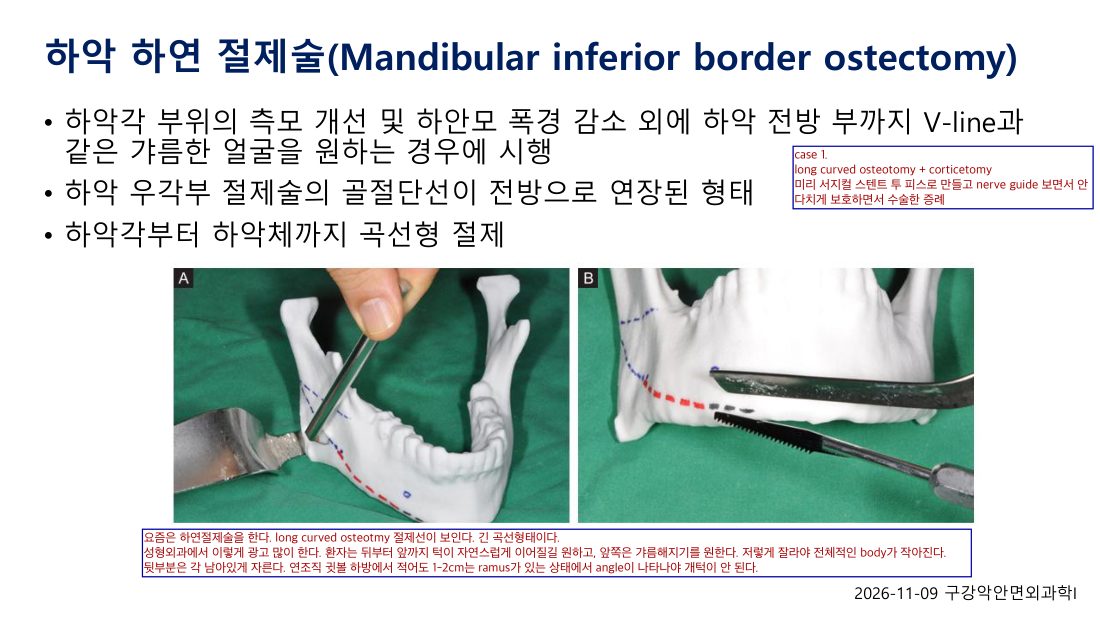 하악 하연 절제술(Mandibular inferior border ostectomy)
• 하악각 부위의 측모 개선 및 하안모 폭경 감소 외에 하악 전방 부까지 V-line과
같은 갸름한 얼굴을 원하는 경우에 시행
• 하악 우각부 절제술의 골절단선이 전방으로 연장된 형태
• 하악각부터 하악체까지 곡선형 절제
case 1.
long curved osteotomy + corticetomy
미리 서지컬 스텐트 투 피스로 만들고 nerve guide 보면서 안
다치게 보호하면서 수술한 증례
A
B
요즘은 하연절제술을 한다. long curved osteotmy 절제선이 보인다. 긴 곡선형태이다.
성형외과에서 이렇게 광고 많이 한다. 환자는 뒤부터 앞까지 턱이 자연스럽게 이어질길 원하고, 앞쪽은 갸름해지기를 원한다. 저렇게 잘라야 전체적인 body가 작아진다.
뒷부분은 각 남아있게 자른다. 연조직 귓볼 하방에서 적어도 1-2cm는 ramus가 있는 상태에서 angle이 나타나야 개턱이 안 된다.
2026-11-09 구강악안면외과학I